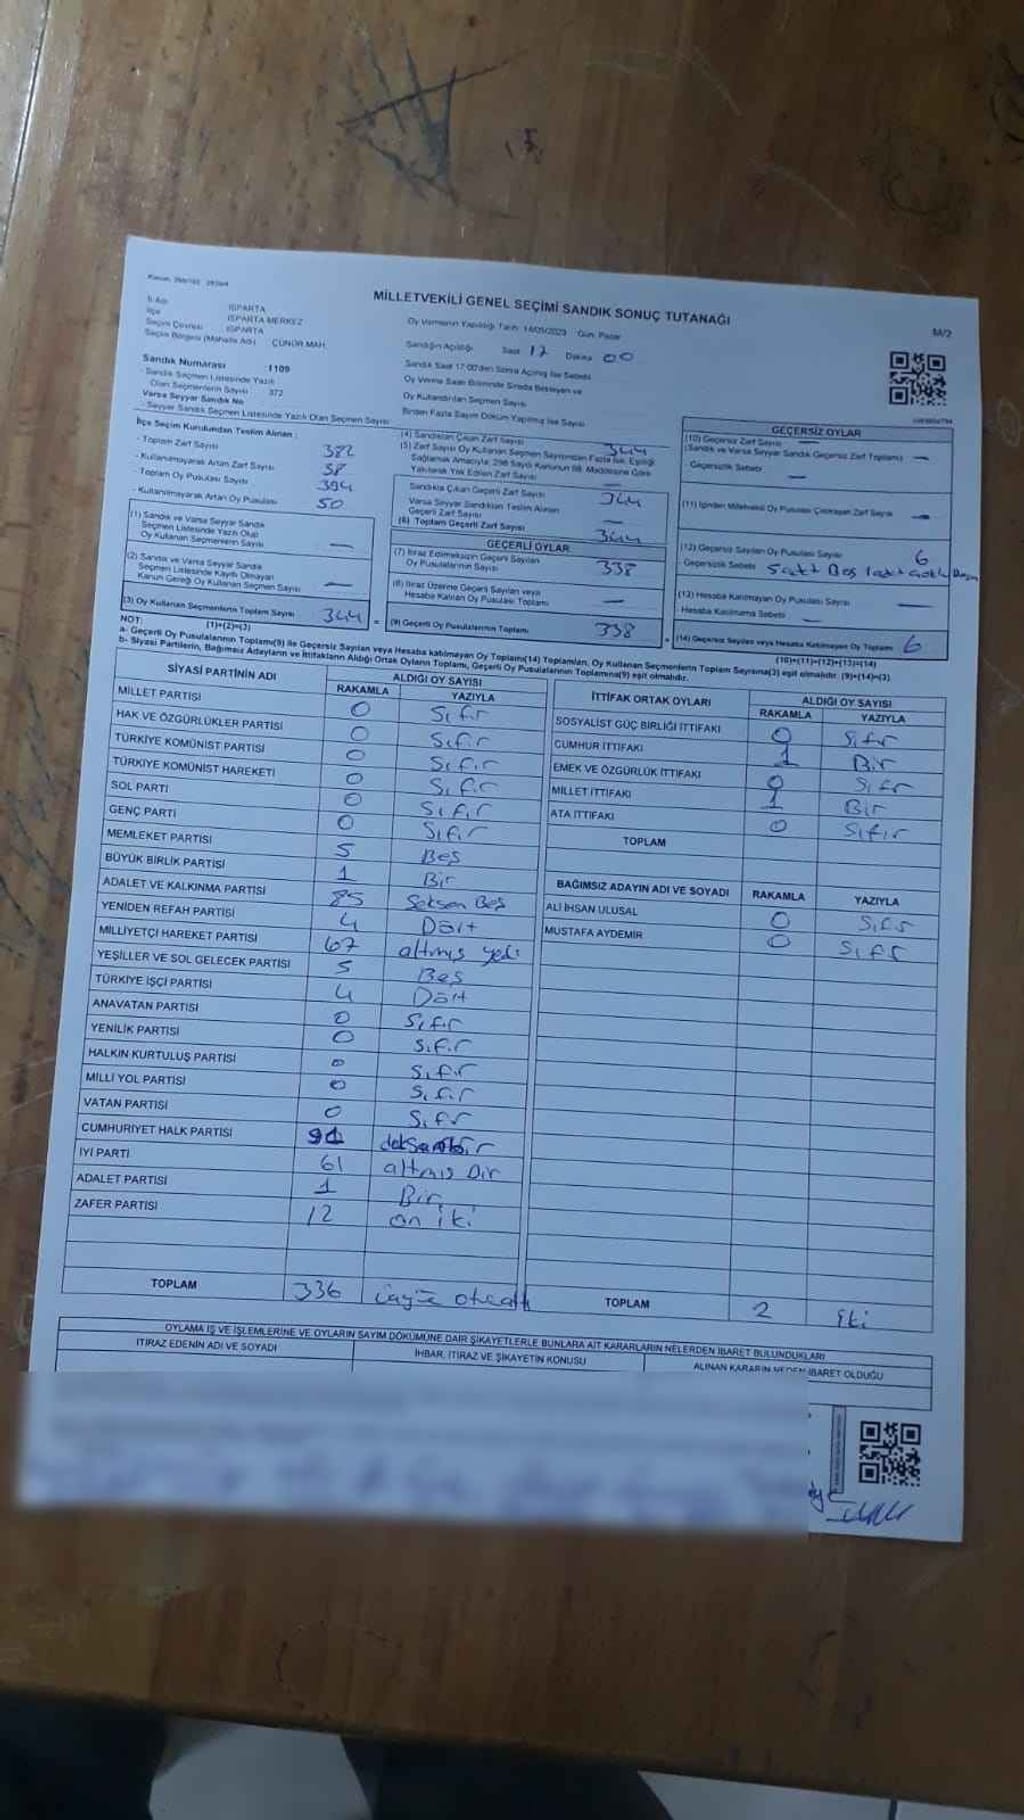 MİLLETVEKİLİ GENEL SEÇİMİ SANDIK SONUÇ TUTANAĞI
M/2
İl Adı ISPARTA
İlçe ISPARTA MERKEZ
Seçim Çevresi ISPARTA
Seçim Bölgesi (Mahalle Adı) ÇÜNÜR MAH.
Oy Vermenin Yapıldığı Tarih: 14/05/2023 Gün: Pazar
Sandığın Açıldığı Saat 17 Dakika 00
Sandık Saat 17:00'den Sonra Açılmış İse Sebebi
Oy Verme Saati Bitiminde Sırada Bekleyen ve
Oy Kullandırılan Seçmen Sayısı
Birden Fazla Sayım Döküm Yapılmış İse Sayısı
Sandık Numarası :1109
- Sandık Seçmen Listesinde Yazılı
Olan Seçmenlerin Sayısı : 372
Varsa Seyyar Sandık No
- Seyyar Sandık Seçmen Listesinde Yazılı Olan Seçmen Sayısı
İlçe Seçim Kurulundan Teslim Alınan :
- Toplam Zarf Sayısı 382
- Kullanılmayarak Artan Zarf Sayısı 38
Toplam Oy Pusulası Sayısı 394
- Kullanılmayarak Artan Oy Pusulası 50
(1) Sandık ve Varsa Seyyar Sandık
Seçmen Listesinde Yazılı Olup
Oy Kullanan Seçmenlerin Sayısı —
(2) Sandık ve Varsa Seyyar Sandık
Seçmen Listesinde Kayıtlı Olmayan
Kanun Gereği Oy Kullanan Seçmen Sayısı —
(3) Oy Kullanan Seçmenlerin Toplam Sayısı 344
(1)+(2)=(3)
(4) Sandıktan Çıkan Zarf Sayısı 344
(5) Zarf Sayısı Oy Kullanan Seçmen Sayısından Fazla İse, Eşitliği
Sağlamak Amacıyla, 298 Sayılı Kanunun 98. Maddesine Göre
Yakılarak Yok Edilen Zarf Sayısı —
Sandıkta Çıkan Geçerli Zarf Sayısı 344
Varsa Seyyar Sandıktan Teslim Alınan
Geçerli Zarf Sayısı —
(6) Toplam Geçerli Zarf Sayısı 344
GEÇERLİ OYLAR
(7) İtiraz Edilmeksizin Geçerli Sayılan
Oy Pusulalarının Sayısı 338
(8) İtiraz Üzerine Geçerli Sayılan veya
Hesaba Katılan Oy Pusulası Toplamı —
= (9) Geçerli Oy Pusulalarının Toplamı 338
GEÇERSİZ OYLAR
(10) Geçersiz Zarf Sayısı —
(Sandık ve Varsa Seyyar Sandık Geçersiz Zarf Toplamı) —
Geçersizlik Sebebi —
(11) İçinden Milletvekili Oy Pusulası Çıkmayan Zarf Sayısı —
(12) Geçersiz Sayılan Oy Pusulası Sayısı 6
Geçersizlik Sebebi
(13) Hesaba Katılmayan Oy Pusulası Sayısı —
- Hesaba Katılmama Sebebi —
+ (14) Geçersiz Sayılan veya Hesaba Katılmayan Oy Toplamı 6
(10)+(11)+(12)+(13)=(14)
NOT:
a- Geçerli Oy Pusulalarının Toplamı(9) ile Geçersiz Sayılan veya Hesaba katılmayan Oy Toplamı(14) Toplamları, Oy Kullanan Seçmenlerin Toplam Sayısına(3) eşit olmalıdır. (9)+(14)=(3)
b- Siyasi Partilerin, Bağımsız Adayların ve İttifakların Aldığı Ortak Oyların Toplamı, Geçerli Oy Pusulalarının Toplamına(9) eşit olmalıdır.
SİYASİ PARTİNİN ADI ALDIĞI OY SAYISI
RAKAMLA YAZIYLA
MİLLET PARTİSİ 0 Sıfır
HAK VE ÖZGÜRLÜKLER PARTİSİ 0 Sıfır
TÜRKİYE KOMÜNİST PARTİSİ 0 Sıfır
TÜRKİYE KOMÜNİST HAREKETİ 0 Sıfır
SOL PARTİ 0 Sıfır
GENÇ PARTİ 0 Sıfır
MEMLEKET PARTİSİ 5 Beş
BÜYÜK BİRLİK PARTİSİ 1 Bir
ADALET VE KALKINMA PARTİSİ 85 Seksen Beş
YENİDEN REFAH PARTİSİ 4 Dört
MİLLİYETÇİ HAREKET PARTİSİ 67 altmış yedi
YEŞİLLER VE SOL GELECEK PARTİSİ 5 Beş
TÜRKİYE İŞÇİ PARTİSİ 4 Dört
ANAVATAN PARTİSİ 0 Sıfır
YENİLİK PARTİSİ 0 Sıfır
HALKIN KURTULUŞ PARTİSİ 0 Sıfır
MİLLİ YOL PARTİSİ 0 Sıfır
VATAN PARTİSİ 0 Sıfır
CUMHURİYET HALK PARTİSİ 91
İYİ PARTİ 61 altmış bir
ADALET PARTİSİ 1 Bir
ZAFER PARTİSİ 12 on iki
TOPLAM 336
İTTİFAK ORTAK OYLARI ALDIĞI OY SAYISI
RAKAMLA YAZIYLA
SOSYALİST GÜÇ BİRLİĞİ İTTİFAKI 0 Sıfır
CUMHUR İTTİFAKI 1 Bir
EMEK VE ÖZGÜRLÜK İTTİFAKI 0 Sıfır
MİLLET İTTİFAKI 1 Bir
ATA İTTİFAKI 0 Sıfır
TOPLAM
BAĞIMSIZ ADAYIN ADI VE SOYADI RAKAMLA YAZIYLA
ALİ İHSAN ULUSAL 0 Sıfır
MUSTAFA AYDEMİR 0 Sıfır
TOPLAM 2 iki
OYLAMA İŞ VE İŞLEMLERİNE VE OYLARIN SAYIM DÖKÜMÜNE DAİR ŞİKAYETLERLE BUNLARA AİT KARARLARIN NELERDEN İBARET BULUNDUKLARI
İTİRAZ EDENİN ADI VE SOYADI İHBAR, İTİRAZ VE ŞİKAYETİN KONUSU ALINAN KARARIN NEDEN İBARET OLDUĞU